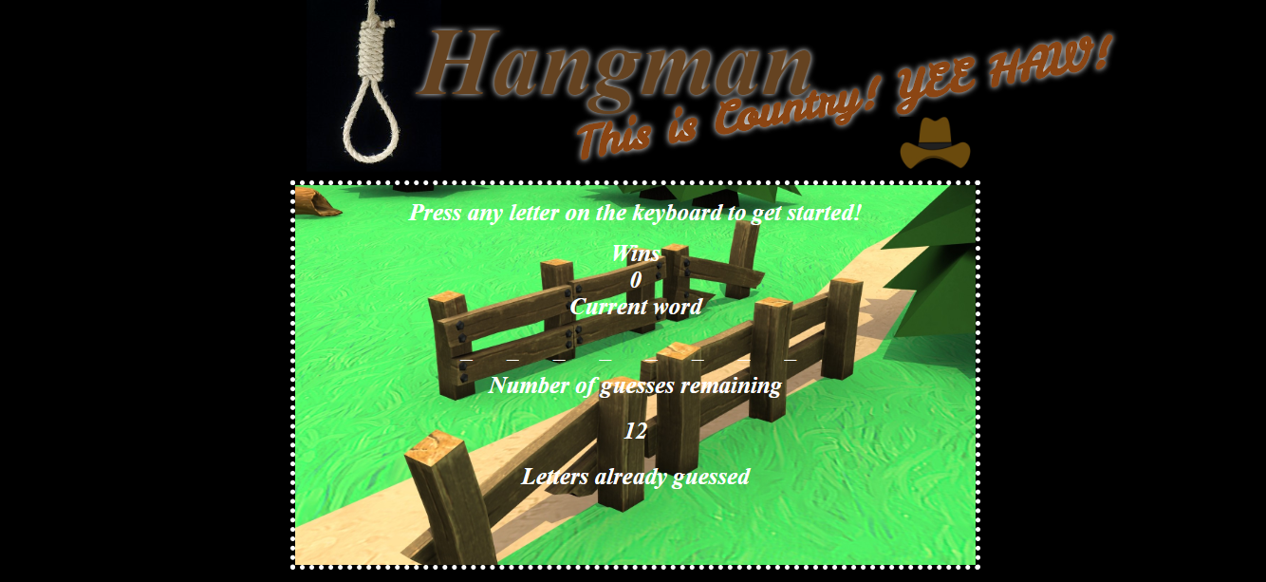 Hangman
This is Country! YEE HAW!
Press any letter on the keyboard to get started!
Wins
0
Current word
_ _ _ _ _ _ _ _
Number of guesses remaining
12
Letters already guessed